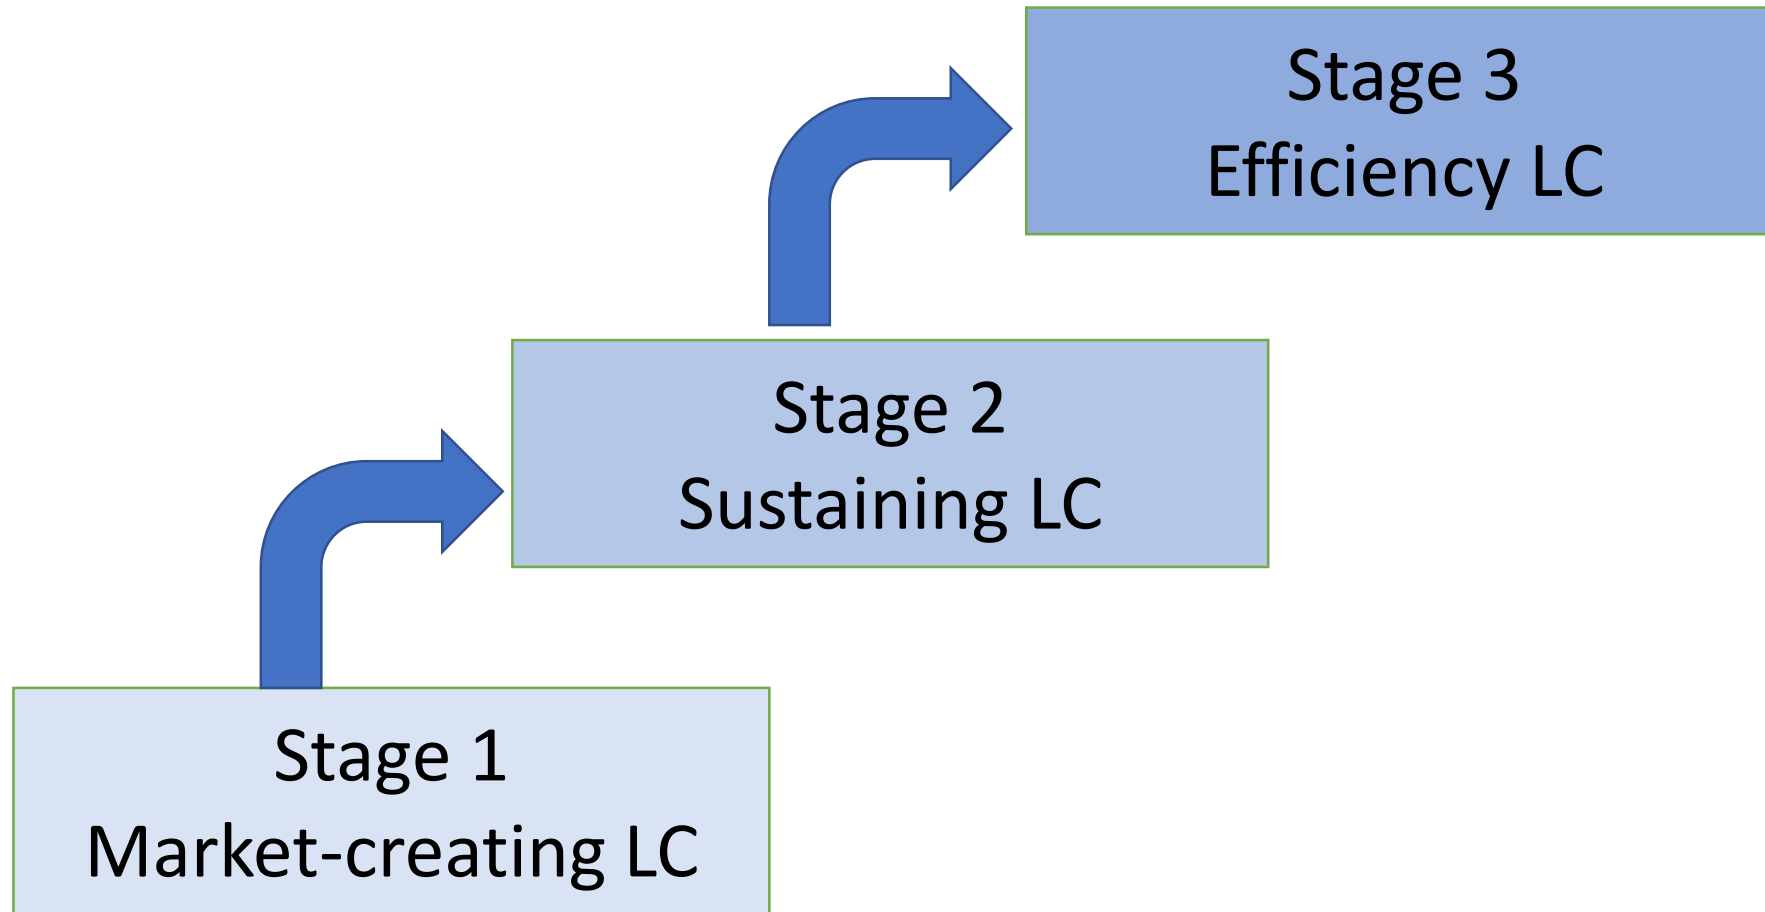 Stage 3
Efficiency LC
Stage 2
Sustaining LC
Stage 1
Market-creating LC